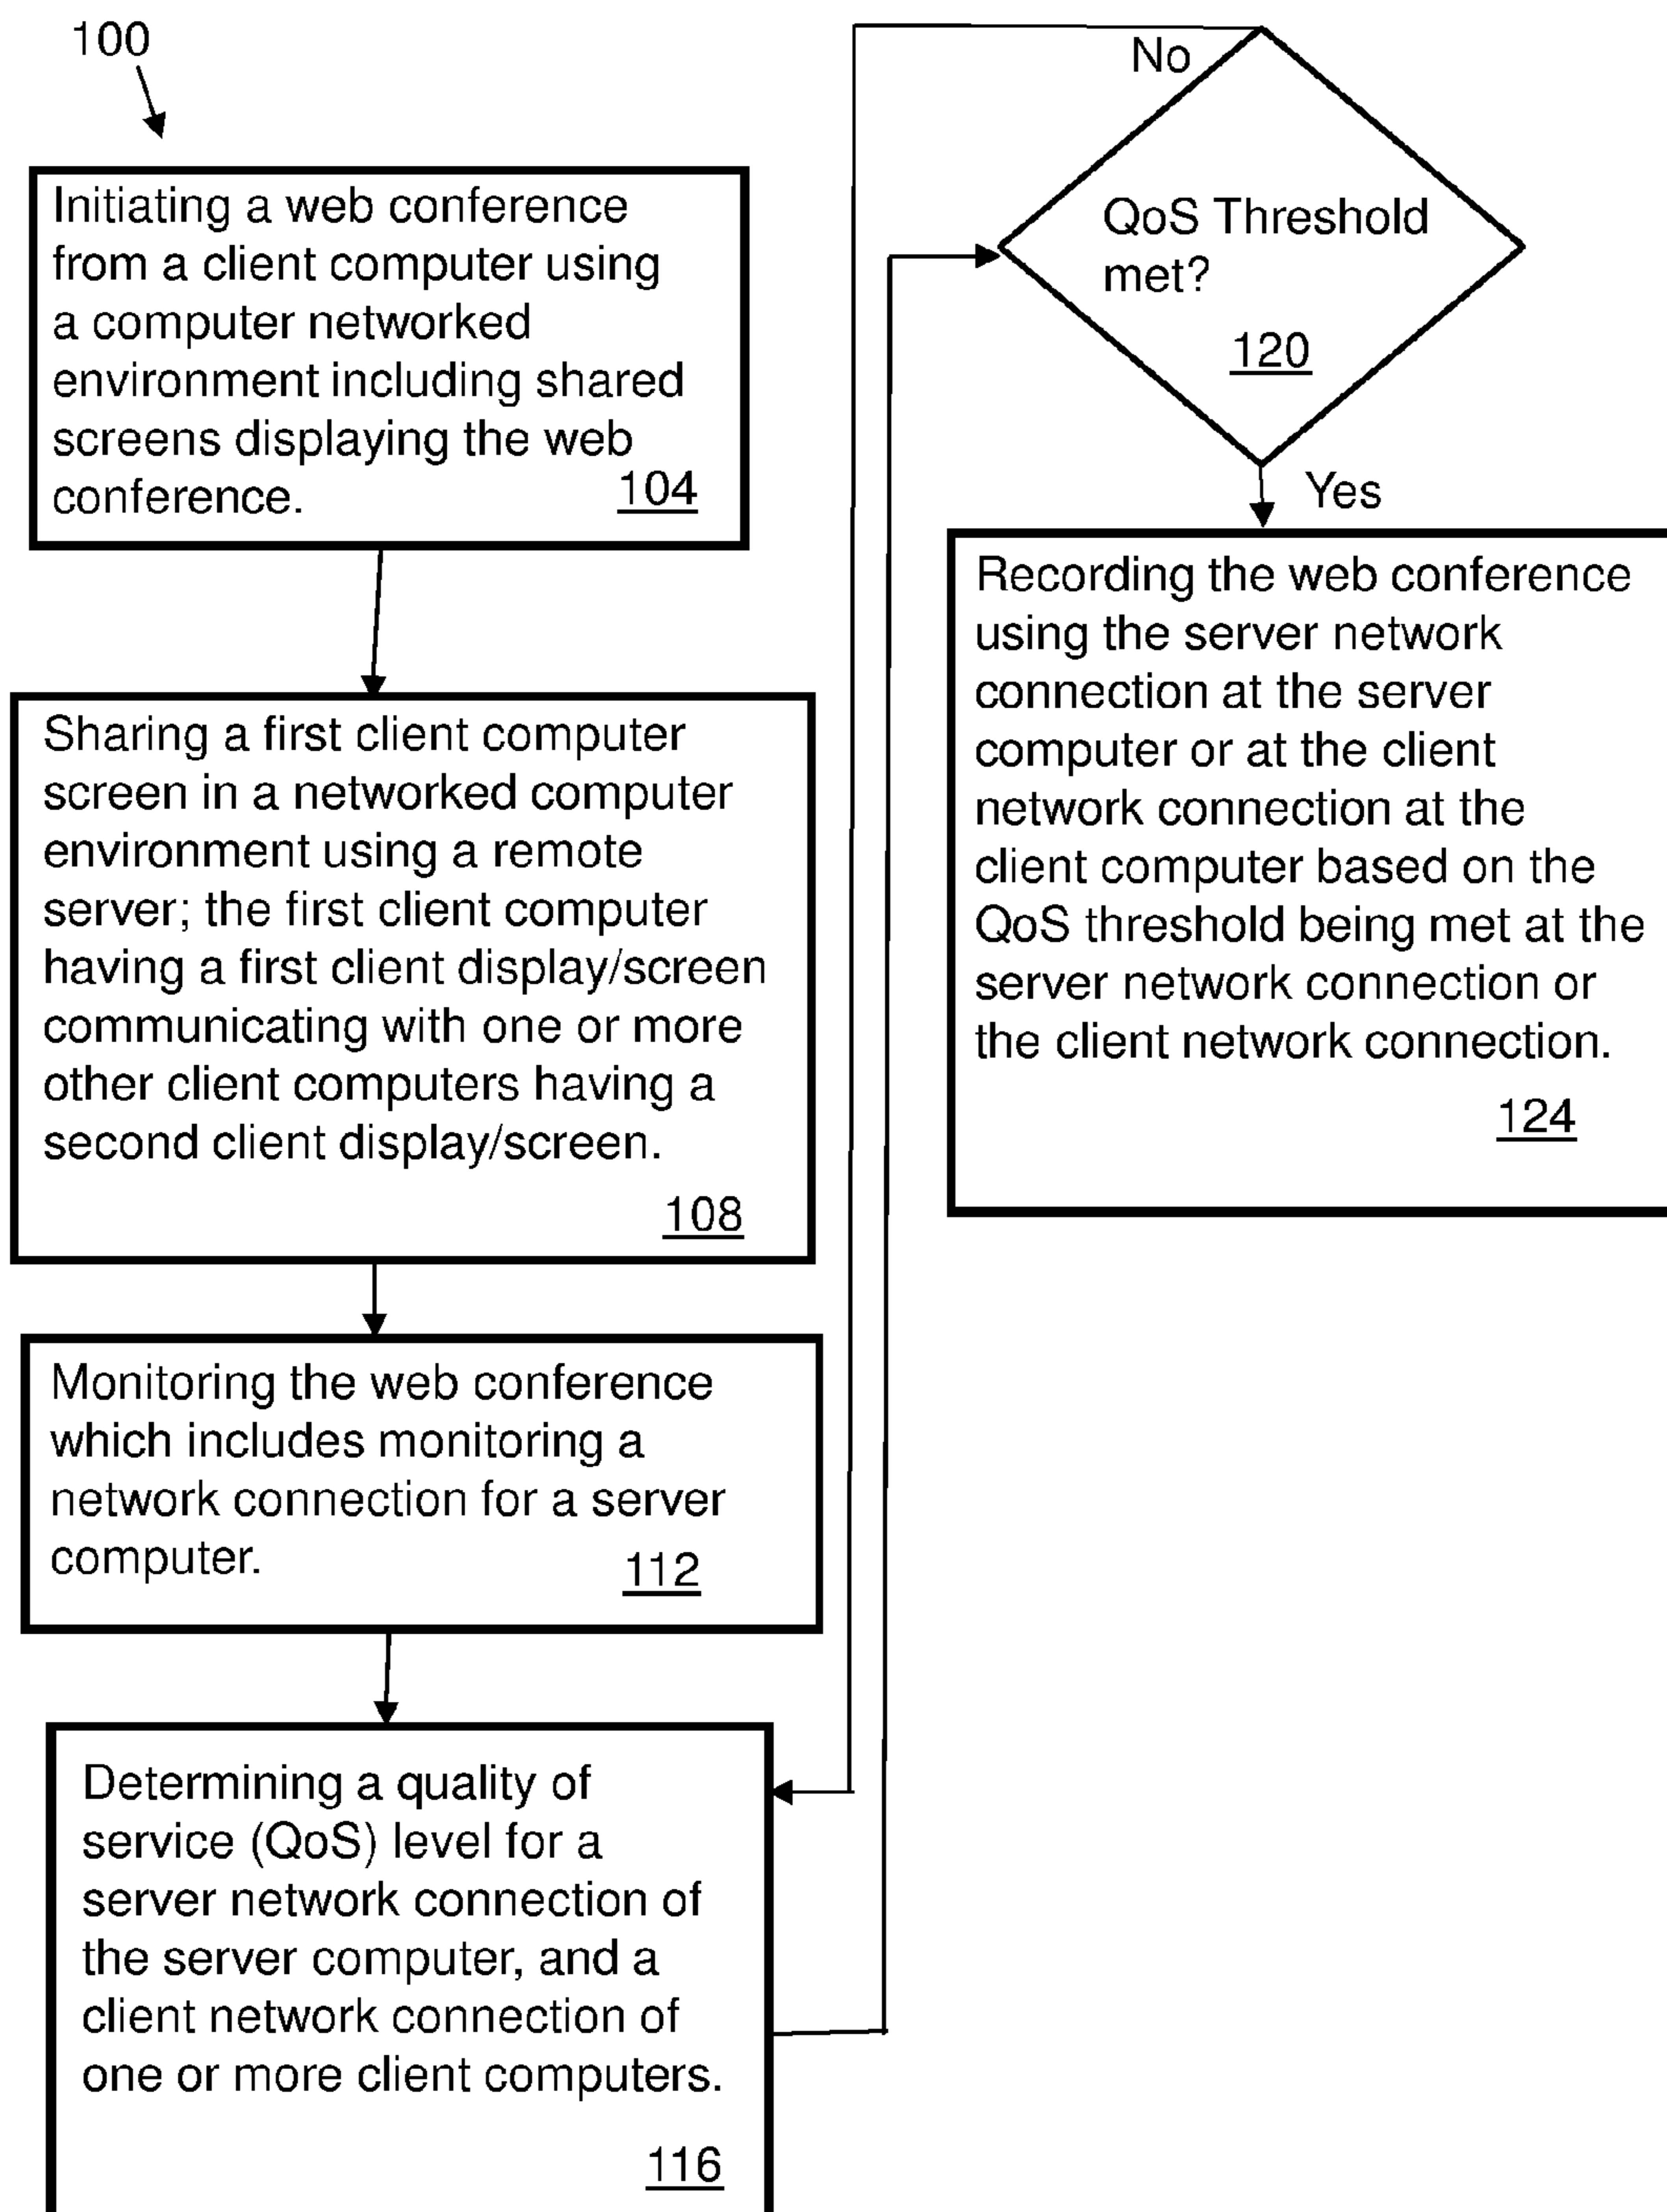 100
Initiating a web conference
from a client computer using
a computer networked
environment including shared
screens displaying the web
conference.
104
Sharing a first client computer
screen in a networked computer
environment using a remote
server; the first client computer
having a first client display/screen
communicating with one or more
other client computers having a
second client display/screen.
108
Monitoring the web conference
which includes monitoring a
network connection for a server
computer.
112
Determining a quality of
service (QoS) level for a
server network connection of
the server computer, and a
client network connection of
one or more client computers.
116
No
QoS Threshold
met?
120
Yes
Recording the web conference
using the server network
connection at the server
computer or at the client
network connection at the
client computer based on the
QoS threshold being met at the
server network connection or
the client network connection.
124